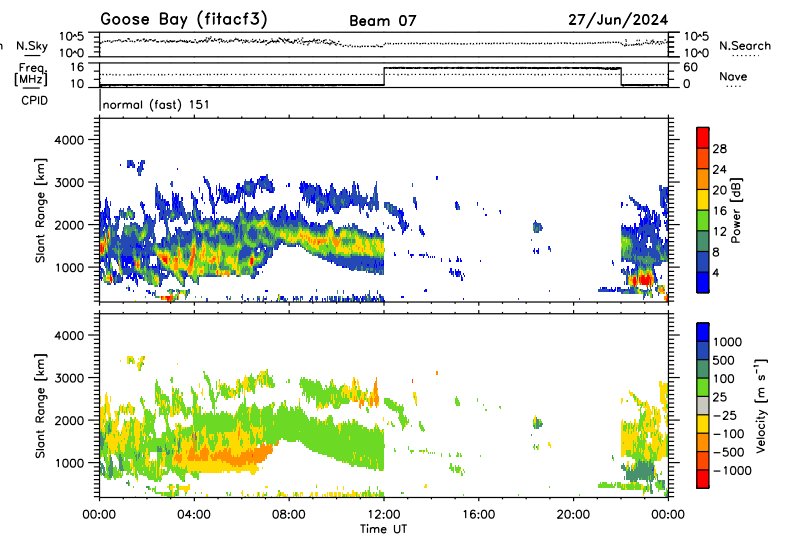 Goose Bay (fitacf3) Beam 07 27/Jun/2024
n N.Sky 10^5 10^0 10^5 10^0 N.Search
Freq. [MHz] 16 10 60 0 Nave
CPID normal (fast) 151
Slant Range [km] 4000 3000 2000 1000
28 24 20 16 12 8 4 Power [dB]
Slant Range [km] 4000 3000 2000 1000
1000 500 100 25 −25 −100 −500 −1000 Velocity [m s⁻¹]
00:00 04:00 08:00 12:00 16:00 20:00 00:00
Time UT